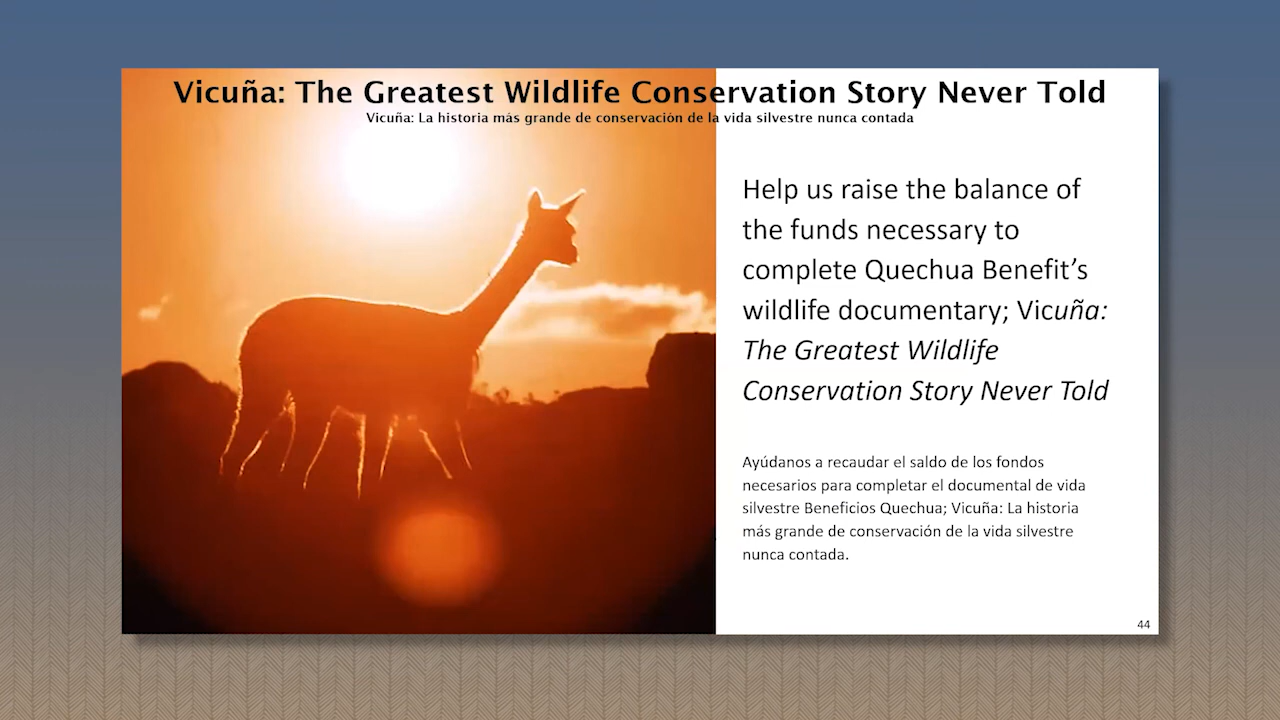 Vicuña: The Greatest Wildlife Conservation Story Never Told
Vicuña: La historia más grande de conservación de la vida silvestre nunca contada
Help us raise the balance of
the funds necessary to
complete Quechua Benefit’s
wildlife documentary; Vicuña:
The Greatest Wildlife
Conservation Story Never Told
Ayúdanos a recaudar el saldo de los fondos
necesarios para completar el documental de vida
silvestre Beneficios Quechua; Vicuña: La historia
más grande de conservación de la vida silvestre
nunca contada.
44